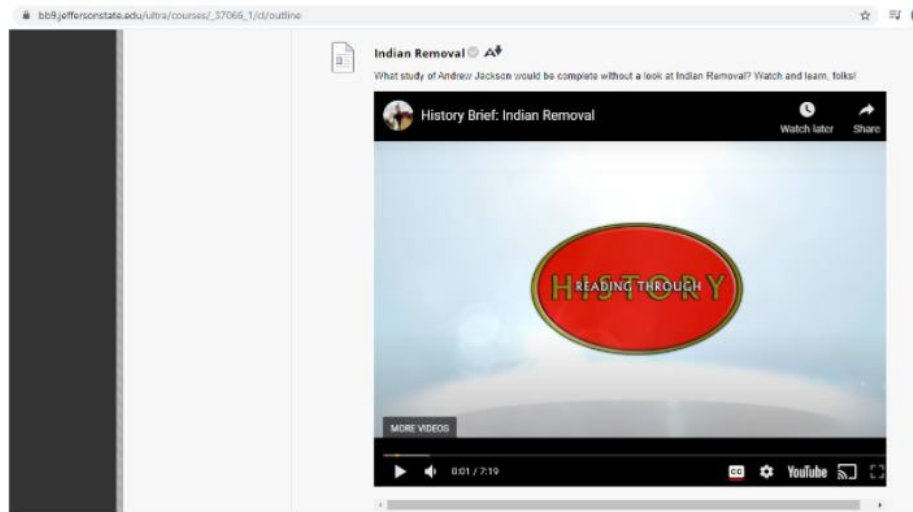 bb9.jeffersonstate.edu/ultra/courses/_37066_1/cl/outline
Indian Removal A
What study of Andrew Jackson would be complete without a look at Indian Removal? Watch and learn, folks!
History Brief: Indian Removal
Watch later
Share
HISTORY
READING THROUGH
MORE VIDEOS
0:01 / 7:19
CC
YouTube